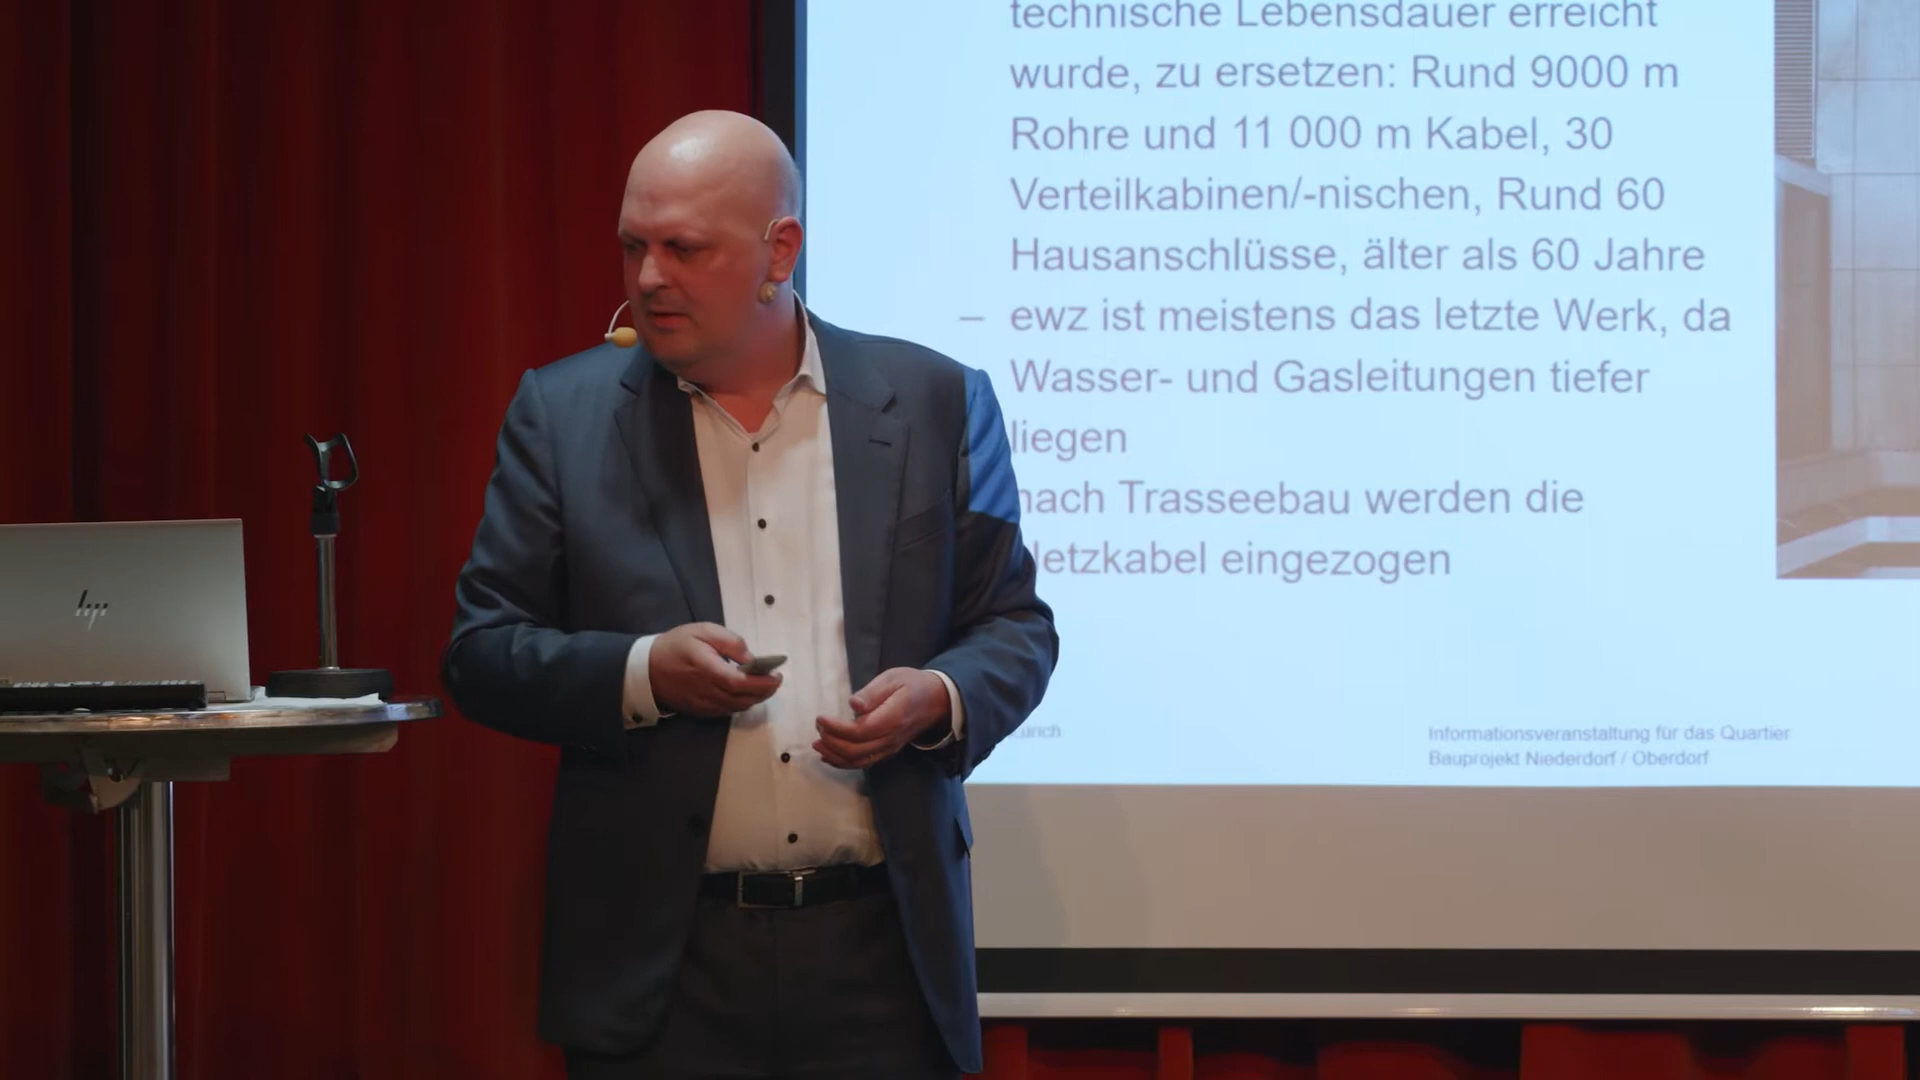 technische Lebensdauer erreicht
wurde, zu ersetzen: Rund 9000 m
Rohre und 11 000 m Kabel, 30
Verteilkabinen/-nischen, Rund 60
Hausanschlüsse, älter als 60 Jahre
– ewz ist meistens das letzte Werk, da
Wasser- und Gasleitungen tiefer
liegen
nach Trasseebau werden die
Netzkabel eingezogen
Informationsveranstaltung für das Quartier
Bauprojekt Niederdorf / Oberdorf
hp